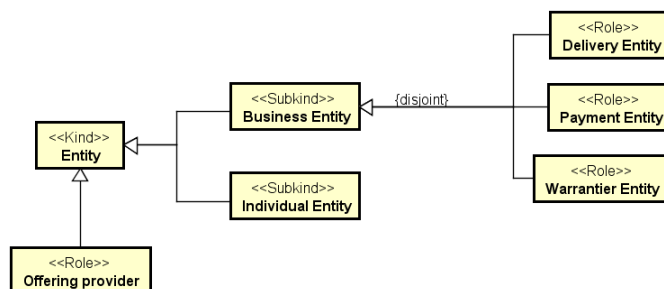 <<Role>>
Delivery Entity
<<Subkind>>
Business Entity
{disjoint}
<<Role>>
Payment Entity
<<Kind>>
Entity
<<Role>>
Warrantier Entity
<<Subkind>>
Individual Entity
<<Role>>
Offering provider